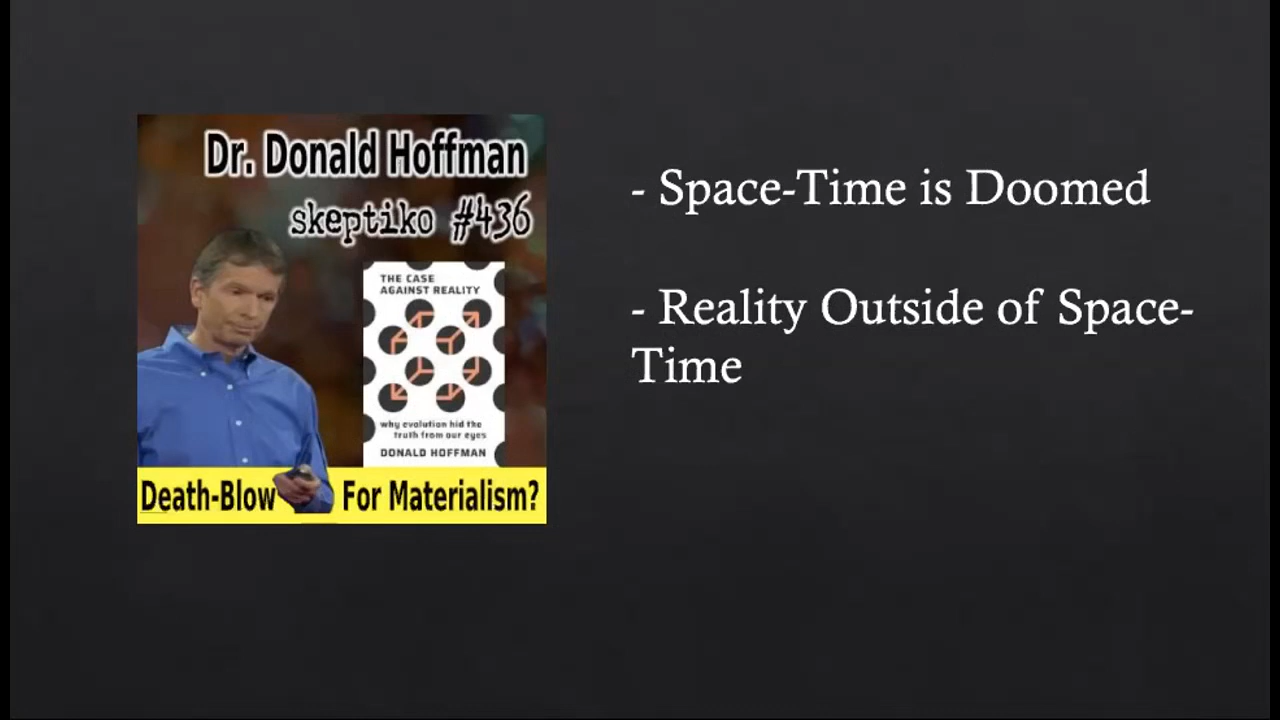 Dr. Donald Hoffman
skeptiko #436
THE CASE
AGAINST REALITY
why evolution hid the
truth from our eyes
DONALD HOFFMAN
Death-Blow For Materialism?
- Space-Time is Doomed
- Reality Outside of Space-
Time